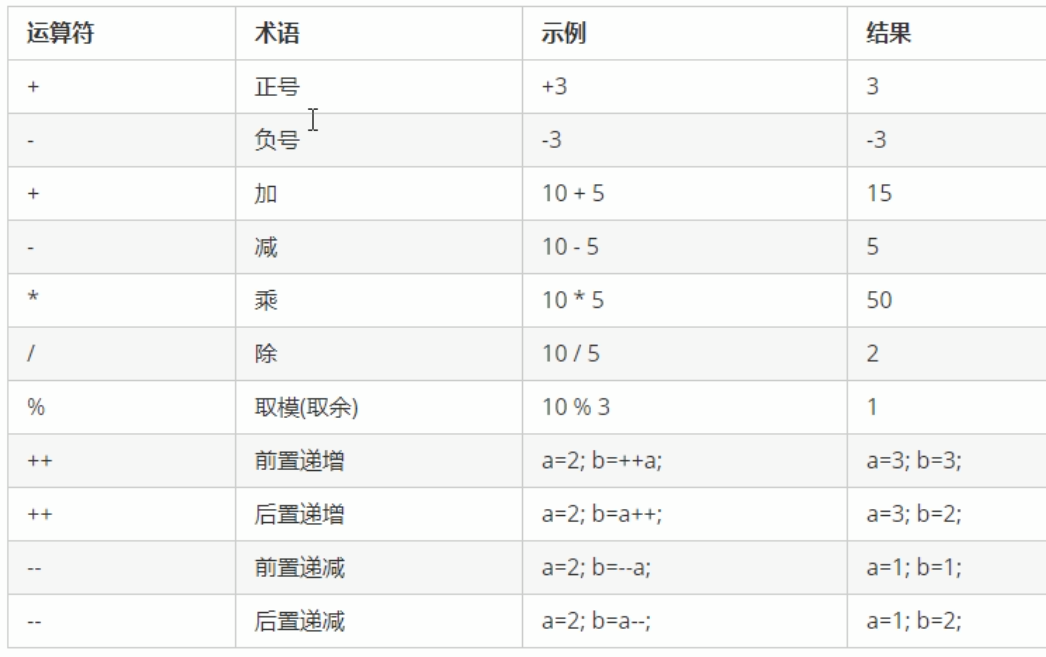 运算符 术语 示例 结果
+ 正号 +3 3
- 负号 -3 -3
+ 加 10 + 5 15
- 减 10 - 5 5
* 乘 10 * 5 50
/ 除 10 / 5 2
% 取模(取余) 10 % 3 1
++ 前置递增 a=2; b=++a; a=3; b=3;
++ 后置递增 a=2; b=a++; a=3; b=2;
-- 前置递减 a=2; b=--a; a=1; b=1;
-- 后置递减 a=2; b=a--; a=1; b=2;